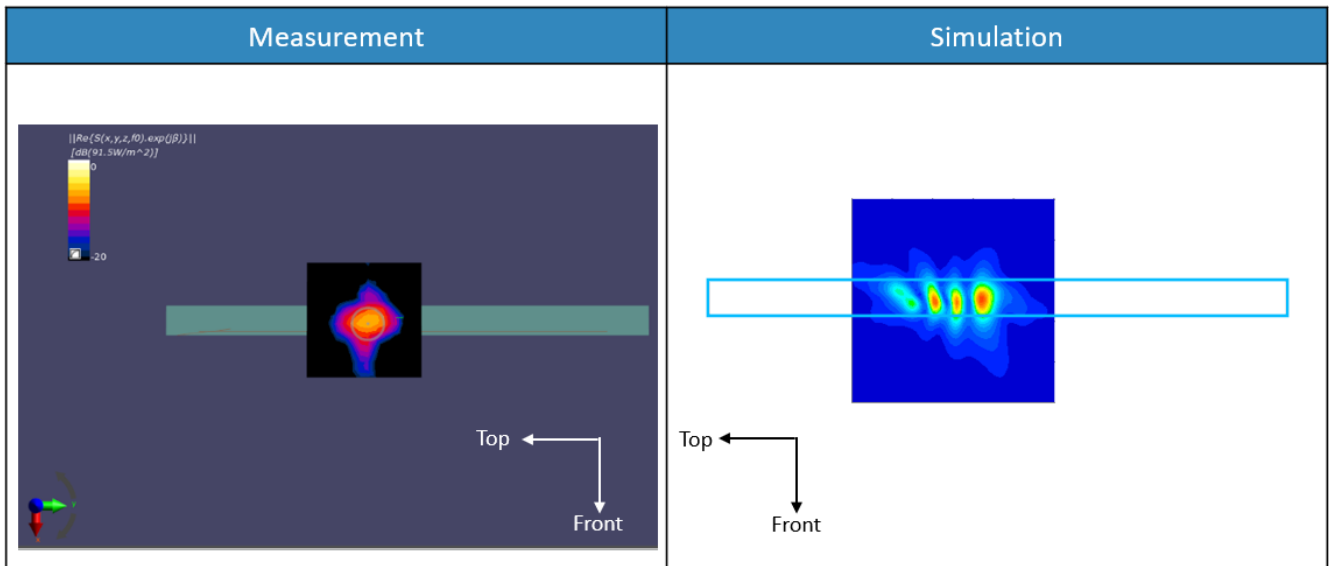 Measurement
Simulation
||Re{S(x,y,z,f0).exp(jβ)}||
[dB(91.5W/m^2)]
0
-20
Top
Front
Top
Front